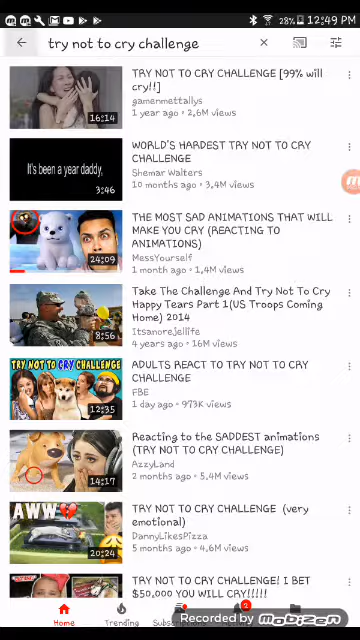 28% 12:49 PM
try not to cry challenge
TRY NOT TO CRY CHALLENGE [99% will
cry!!]
gamenmettallys
1 year ago • 2,6M views
16:14
WORLD'S HARDEST TRY NOT TO CRY
CHALLENGE
Shemar Walters
10 months ago • 3,4M views
It's been a year daddy,
3:46
THE MOST SAD ANIMATIONS THAT WILL
MAKE YOU CRY (REACTING TO
ANIMATIONS)
MessYourself
1 month ago • 1,4M views
24:09
Take The Challenge And Try Not To Cry
Happy Tears Part 1(US Troops Coming
Home) 2014
Itsanorejellife
4 years ago • 16M views
8:56
TRY NOT TO CRY CHALLENGE
ADULTS REACT TO TRY NOT TO CRY
CHALLENGE
FBE
1 day ago • 973K views
12:35
Reacting to the SADDEST animations
(TRY NOT TO CRY CHALLENGE)
AzzyLand
2 months ago • 5,4M views
14:17
AWW
TRY NOT TO CRY CHALLENGE (very
emotional)
DannyLikesPizza
5 months ago • 4,6M views
20:24
TRY NOT TO CRY CHALLENGE! I BET
$50,000 YOU WILL CRY!!!!!
2
Home
Trending
Recorded by
MOBIZEN